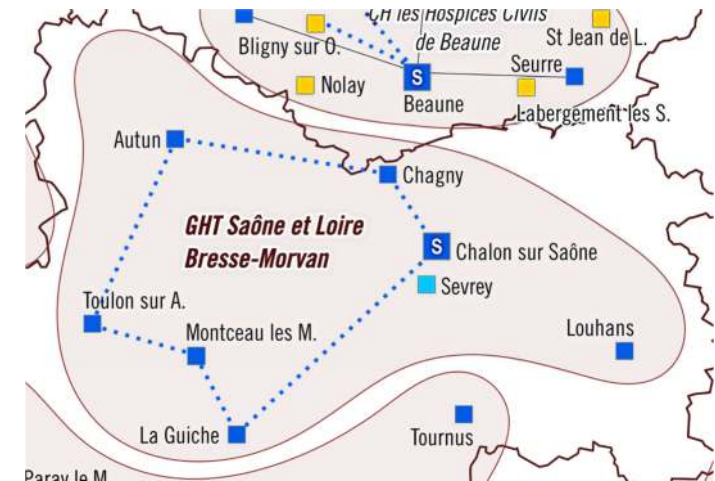 CH les Hospices Civils
de Beaune
Bligny sur O.
St Jean de L.
Seurre
S
Nolay
Beaune
Labergement les S.
Autun
Chagny
GHT Saône et Loire
Bresse-Morvan
S
Chalon sur Saône
Sevrey
Toulon sur A.
Montceau les M.
Louhans
La Guiche
Tournus
Paray le M.